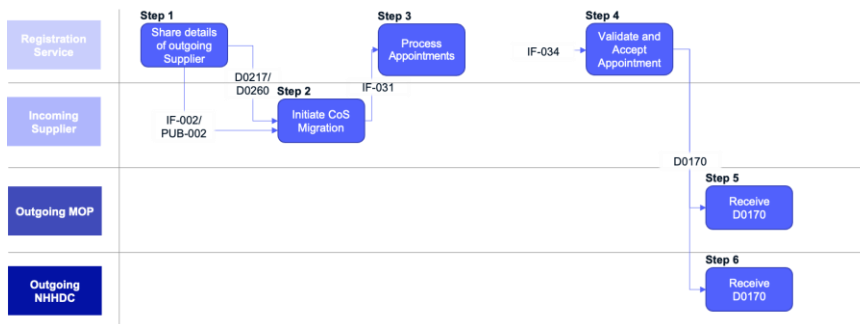 Step 1
Step 3
Step 4
Registration
Service
Share details
of outgoing
Supplier
Process
Appointments
IF-034
Validate and
Accept
Appointment
D0217/
D0260
Step 2
IF-031
Incoming
Supplier
IF-002/
PUB-002
Initiate CoS
Migration
D0170
Step 5
Outgoing MOP
Receive
D0170
Step 6
Outgoing
NHHDC
Receive
D0170